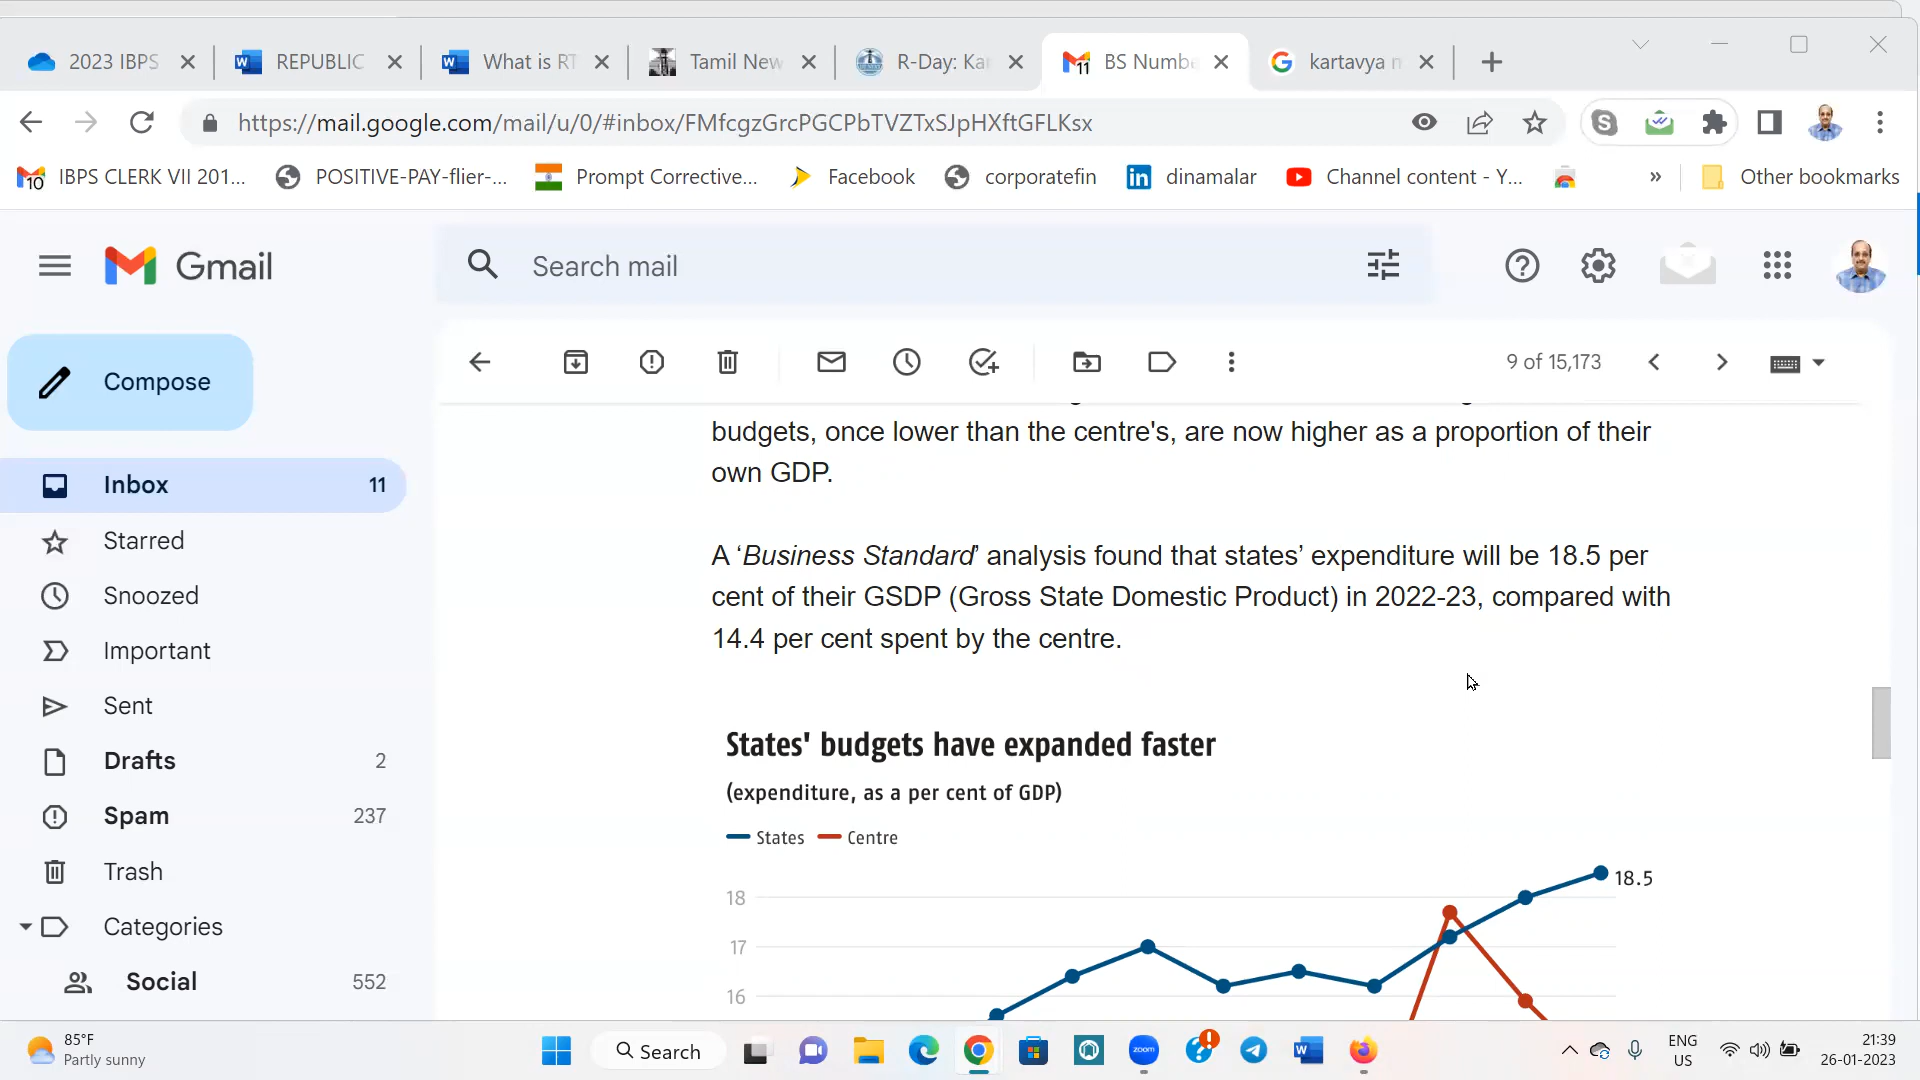 2023 IBPS
REPUBLIC
What is RT
Tamil New
R-Day: Ka
BS Numbe
kartavya m
https://mail.google.com/mail/u/0/#inbox/FMfcgzGrcPGCPbTVZTxSJpHXftGFLKsx
IBPS CLERK VII 201...
POSITIVE-PAY-flier-...
Prompt Corrective...
Facebook
corporatefin
dinamalar
Channel content - Y...
»
Other bookmarks
Gmail
Search mail
Compose
9 of 15,173
Inbox 11
Starred
Snoozed
Important
Sent
Drafts 2
Spam 237
Trash
Categories
Social 552
budgets, once lower than the centre's, are now higher as a proportion of their
own GDP.
A ‘Business Standard’ analysis found that states’ expenditure will be 18.5 per
cent of their GSDP (Gross State Domestic Product) in 2022-23, compared with
14.4 per cent spent by the centre.
States' budgets have expanded faster
(expenditure, as a per cent of GDP)
States Centre
18.5
18
17
16
85°F
Partly sunny
Search
zoom
ENG
US
21:39
26-01-2023